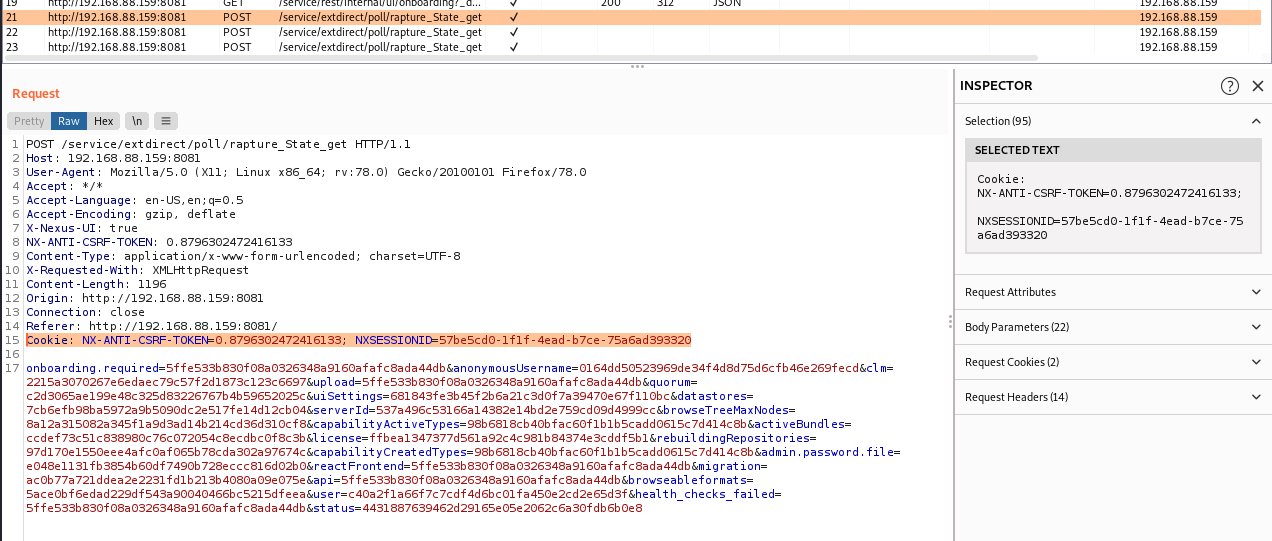 19 http://192.168.88.159:8081 GET /service/rest/internal/ui/onboarding?_d... ✓ 200 312 JSON 192.168.88.159
21 http://192.168.88.159:8081 POST /service/extdirect/poll/rapture_State_get ✓ 192.168.88.159
22 http://192.168.88.159:8081 POST /service/extdirect/poll/rapture_State_get ✓ 192.168.88.159
23 http://192.168.88.159:8081 POST /service/extdirect/poll/rapture_State_get ✓ 192.168.88.159
Request
Pretty Raw Hex \n
1 POST /service/extdirect/poll/rapture_State_get HTTP/1.1
2 Host: 192.168.88.159:8081
3 User-Agent: Mozilla/5.0 (X11; Linux x86_64; rv:78.0) Gecko/20100101 Firefox/78.0
4 Accept: */*
5 Accept-Language: en-US,en;q=0.5
6 Accept-Encoding: gzip, deflate
7 X-Nexus-UI: true
8 NX-ANTI-CSRF-TOKEN: 0.8796302472416133
9 Content-Type: application/x-www-form-urlencoded; charset=UTF-8
10 X-Requested-With: XMLHttpRequest
11 Content-Length: 1196
12 Origin: http://192.168.88.159:8081
13 Connection: close
14 Referer: http://192.168.88.159:8081/
15 Cookie: NX-ANTI-CSRF-TOKEN=0.8796302472416133; NXSESSIONID=57be5cd0-1f1f-4ead-b7ce-75a6ad393320
16
17 onboarding.required=5ffe533b830f08a0326348a9160afafc8ada44db&anonymousUsername=0164dd50523969de34f4d8d75d6cfb46e269fecd&clm=
2215a3070267e6edaec79c57f2d1873c123c6697&upload=5ffe533b830f08a0326348a9160afafc8ada44db&quorum=
c2d3065ae199e48c325d83226767b4b59652025c&uiSettings=681843fe3b45f2b6a21c3d0f7a39470e67f110bc&datastores=
7cb6efb98ba5972a9b5090dc2e517fe14d12cb04&serverId=537a496c53166a14382e14bd2e759cd09d4999cc&browseTreeMaxNodes=
8a12a315082a345f1a9d3ad14b214cd36d310cf8&capabilityActiveTypes=98b6818cb40bfac60f1b1b5cadd0615c7d414c8b&activeBundles=
ccdef73c51c838980c76c072054c8ecdbc0f8c3b&license=ffbea1347377d561a92c4c981b84374e3cddf5b1&rebuildingRepositories=
97d170e1550eee4afc0af065b78cda302a97674c&capabilityCreatedTypes=98b6818cb40bfac60f1b1b5cadd0615c7d414c8b&admin.password.file=
e048e1131fb3854b60df7490b728eccc816d02b0&reactFrontend=5ffe533b830f08a0326348a9160afafc8ada44db&migration=
ac0b77a721ddea2e2231fd1b213b4080a09e075e&api=5ffe533b830f08a0326348a9160afafc8ada44db&browseableformats=
5ace0bf6edad229df543a90040466bc5215dfeea&user=c40a2f1a66f7c7cdf4d6bc01fa450e2cd2e65d3f&health_checks_failed=
5ffe533b830f08a0326348a9160afafc8ada44db&status=4431887639462d29165e05e2062c6a30fdb6b0e8
INSPECTOR
Selection (95)
SELECTED TEXT
Cookie:
NX-ANTI-CSRF-TOKEN=0.8796302472416133;
NXSESSIONID=57be5cd0-1f1f-4ead-b7ce-75
a6ad393320
Request Attributes
Body Parameters (22)
Request Cookies (2)
Request Headers (14)